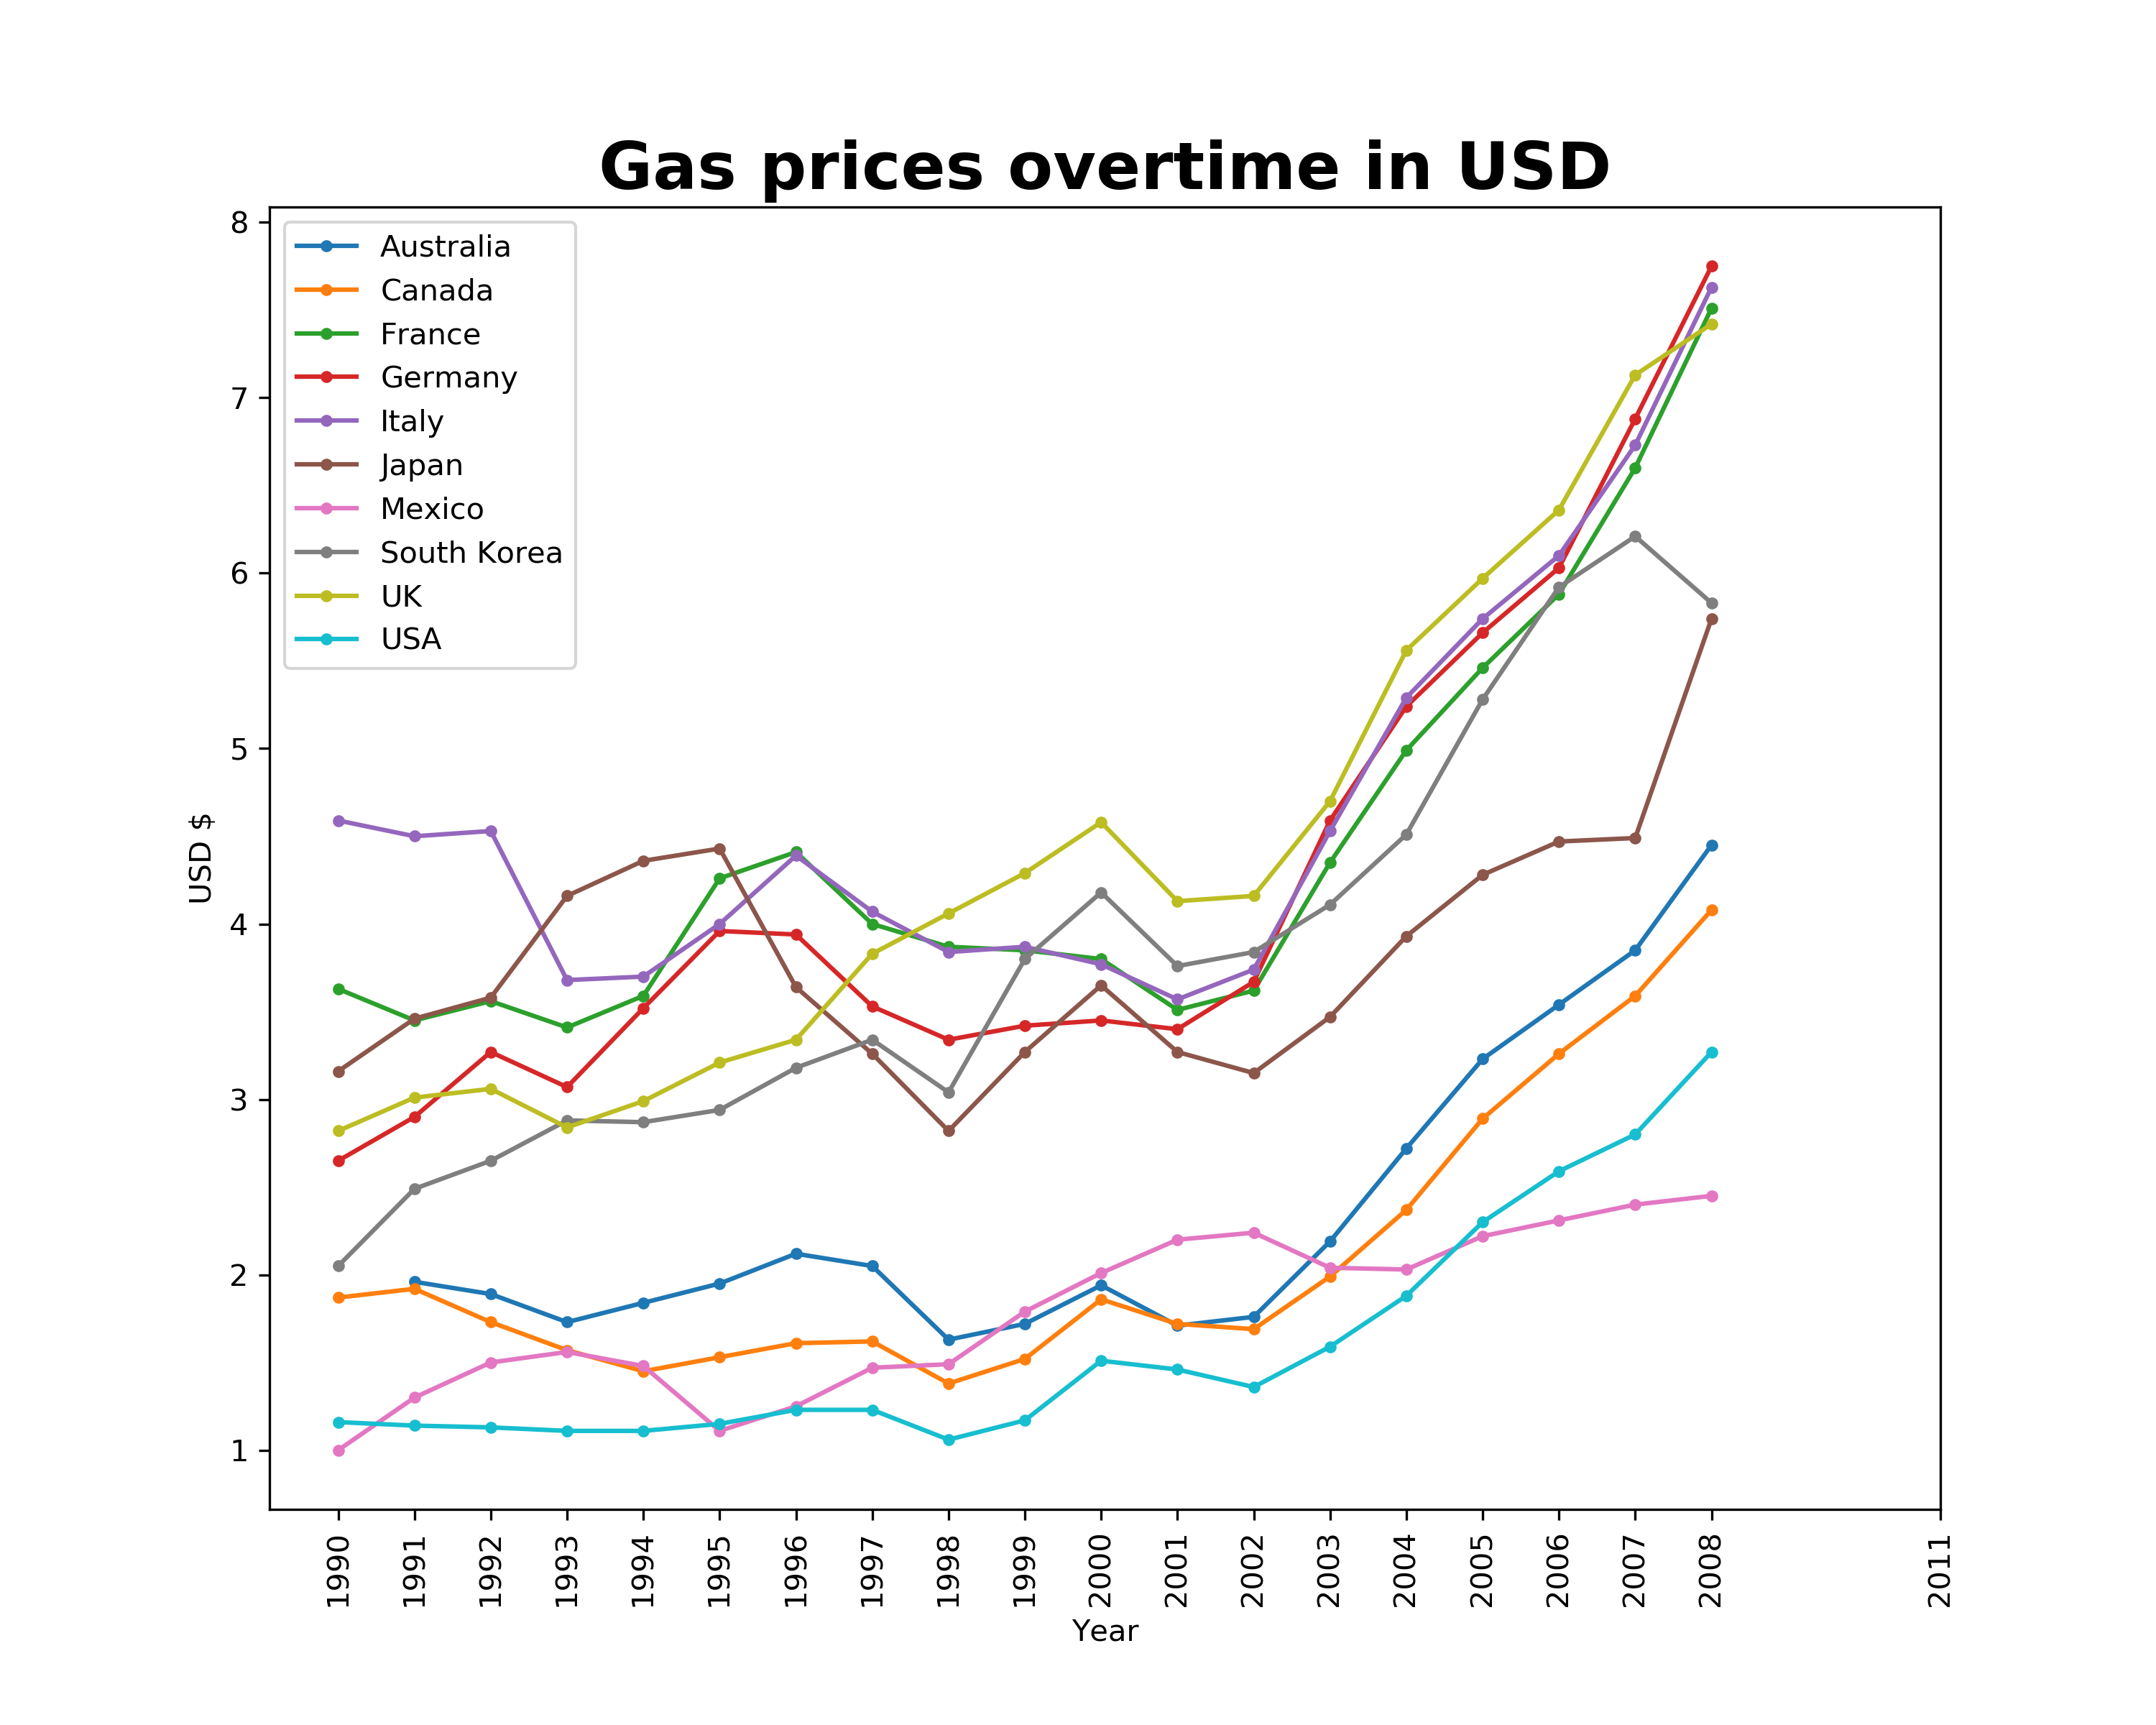 Gas prices overtime in USD
8
7
6
5
4
3
2
1
USD $
Australia
Canada
France
Germany
Italy
Japan
Mexico
South Korea
UK
USA
1990
1991
1992
1993
1994
1995
1996
1997
1998
1999
2000
2001
2002
2003
2004
2005
2006
2007
2008
2011
Year